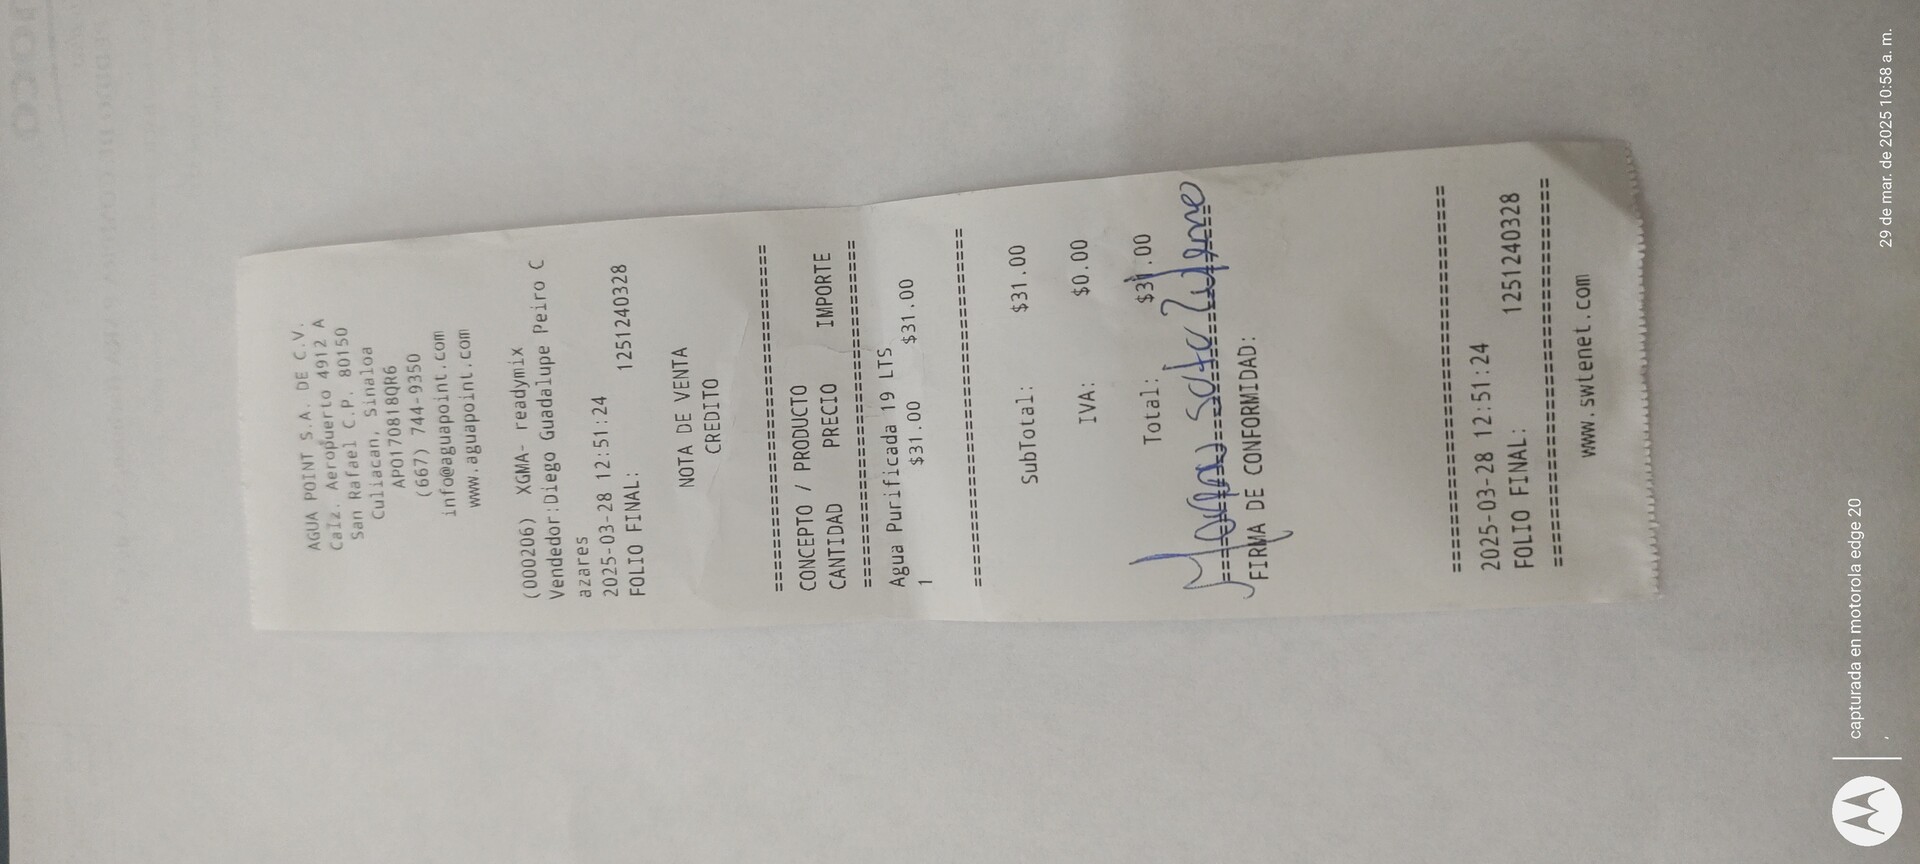 AGUA POINT S.A. DE C.V.
Calz. Aeropuerto 4912 A
San Rafael C.P. 80150
Culiacan, Sinaloa
APO170818QR6
(667) 744-9350
info@aguapoint.com
www.aguapoint.com
(000206) XGMA- readymix
Vendedor:Diego Guadalupe Peiro C
azares
2025-03-28 12:51:24
FOLIO FINAL: 1251240328
NOTA DE VENTA
CREDITO
================================
CONCEPTO / PRODUCTO
CANTIDAD PRECIO IMPORTE
================================
Agua Purificada 19 LTS
1 $31.00 $31.00
================================
SubTotal: $31.00
IVA: $0.00
Total: $31.00
================================
FIRMA DE CONFORMIDAD:
================================
2025-03-28 12:51:24
FOLIO FINAL: 1251240328
================================
www.swtenet.com
capturada en motorola edge 20
29 de mar. de 2025 10:58 a. m.